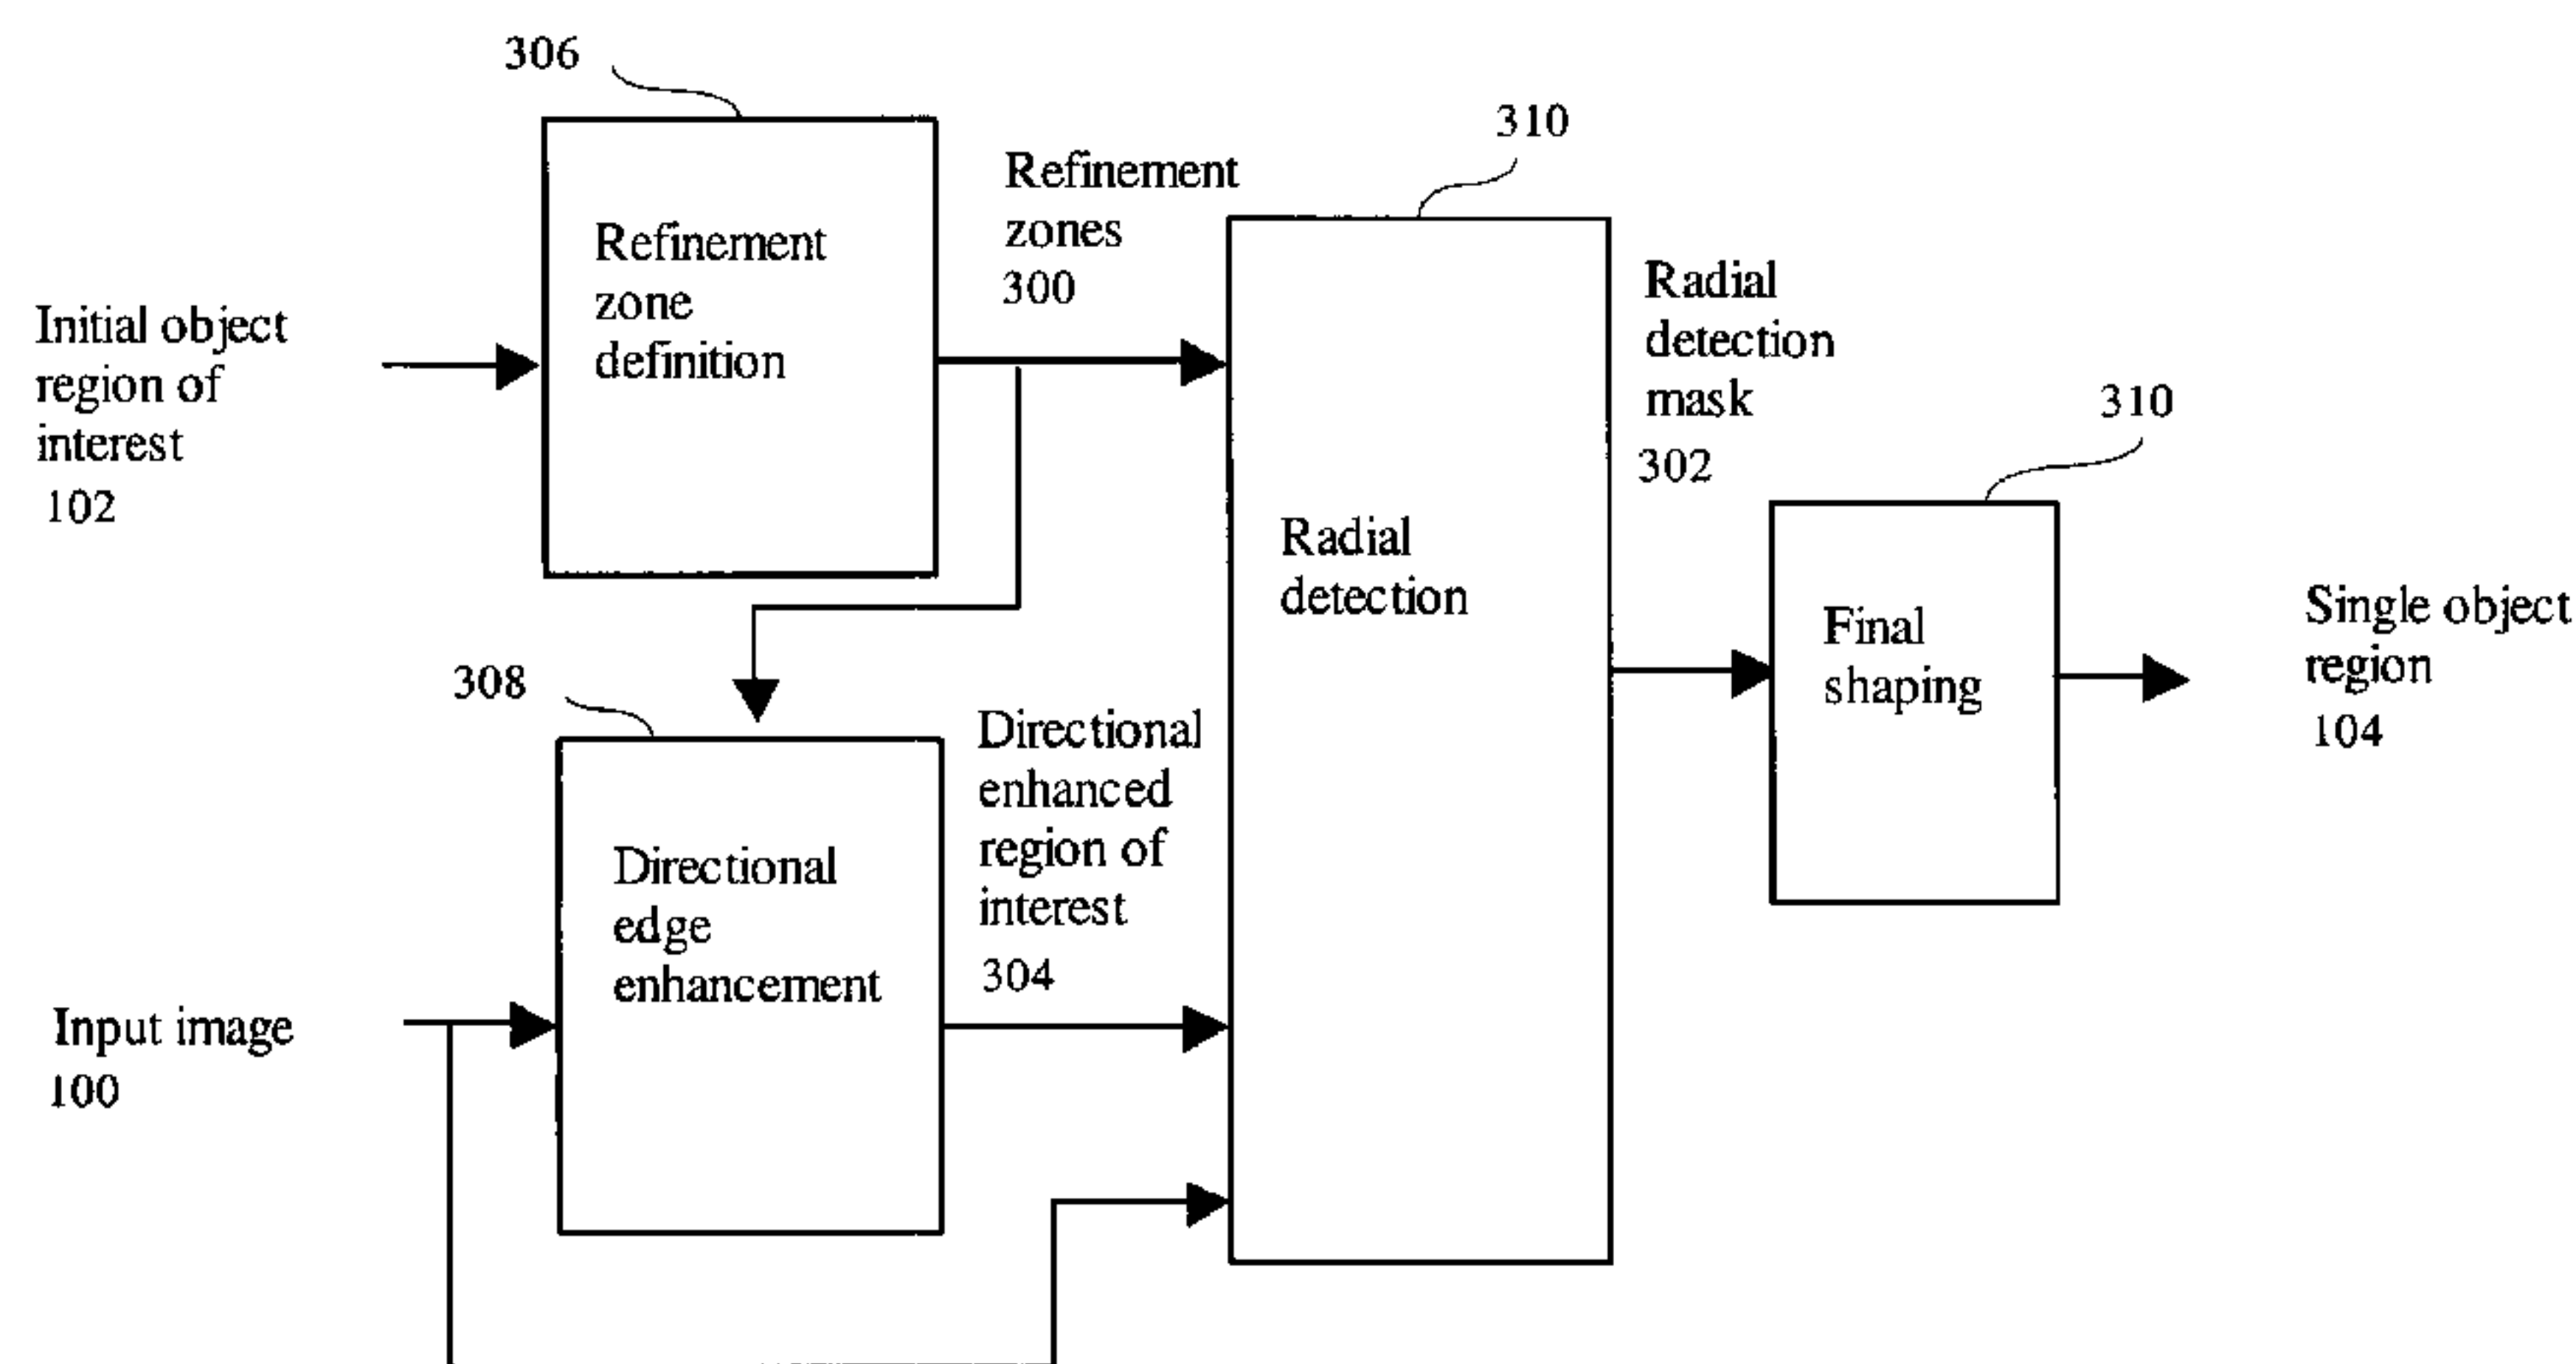 306
Refinement
zone
definition
Initial object
region of
interest
102
Refinement
zones
300
310
Radial
detection
Radial
detection
mask
302
310
Final
shaping
Single object
region
104
308
Directional
edge
enhancement
Directional
enhanced
region of
interest
304
Input image
100